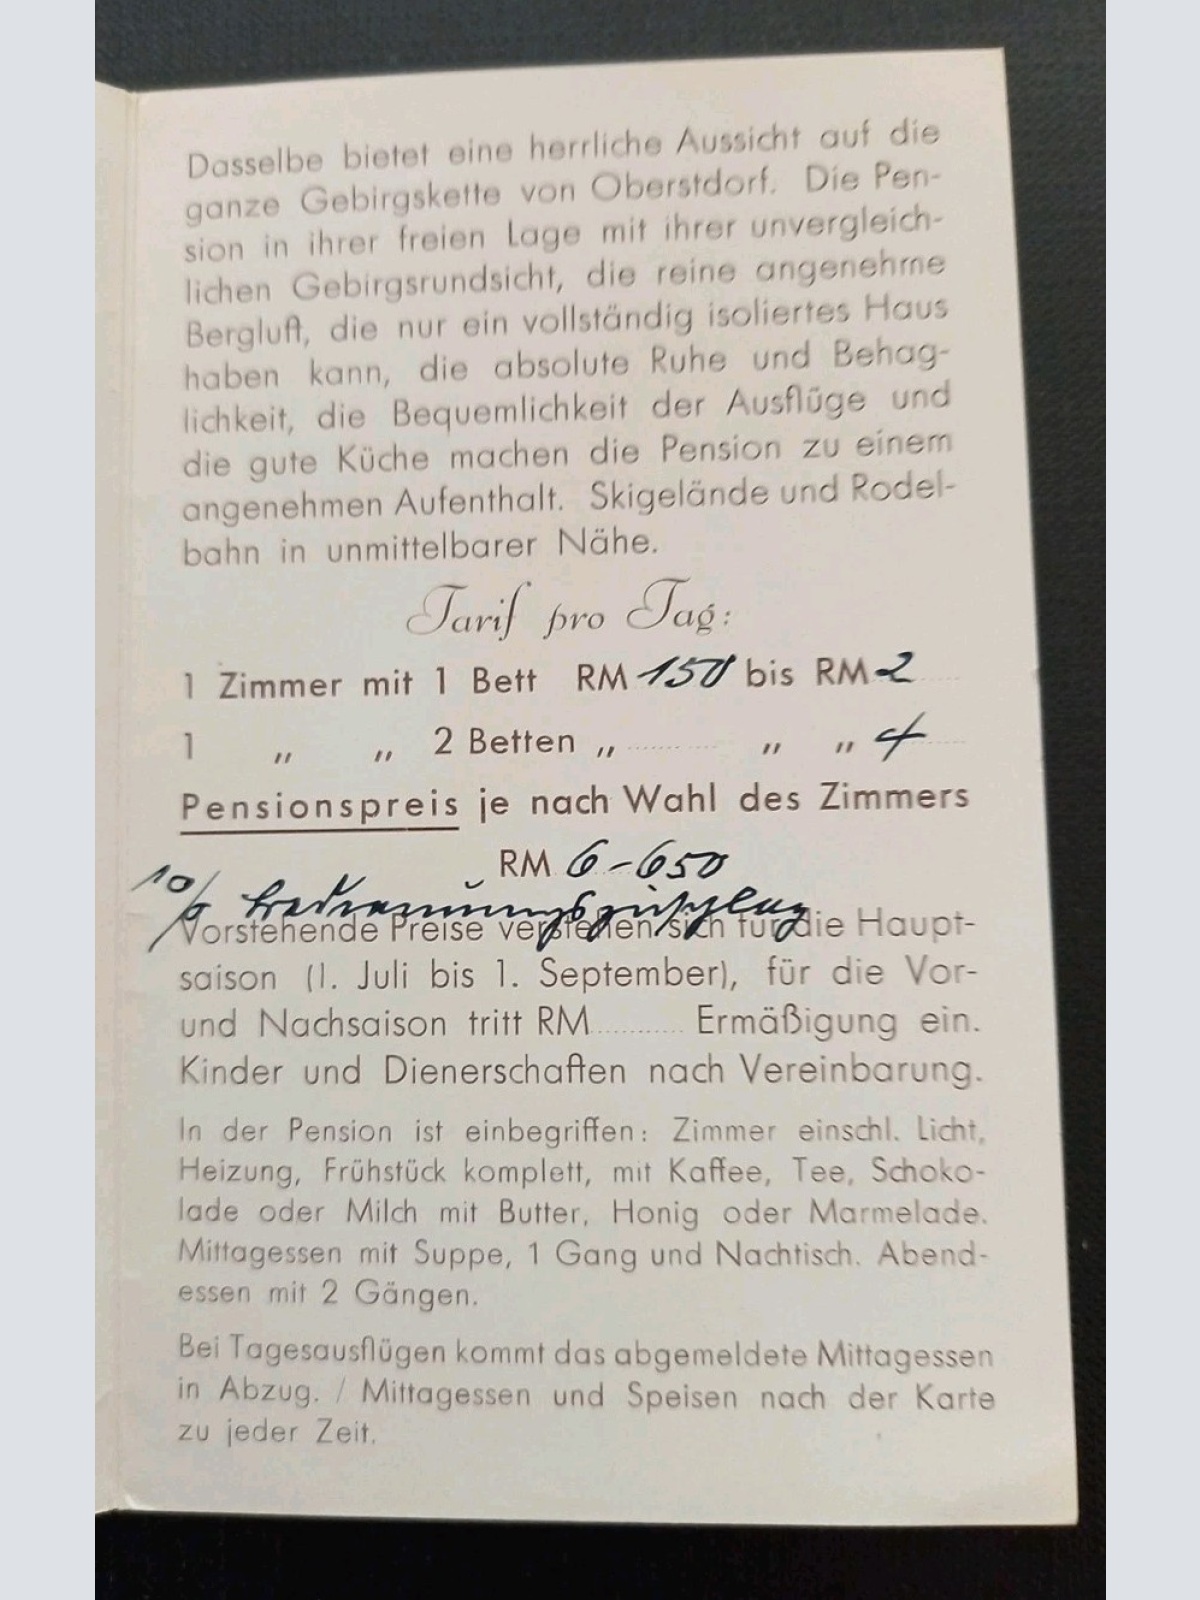 Dasselbe bietet eine herrliche Aussicht auf die
ganze Gebirgskette von Oberstdorf. Die Pen-
sion in ihrer freien Lage mit ihrer unvergleich-
lichen Gebirgsrundsicht, die reine angenehme
Bergluft, die nur ein vollständig isoliertes Haus
haben kann, die absolute Ruhe und Behag-
lichkeit, die Bequemlichkeit der Ausflüge und
die gute Küche machen die Pension zu einem
angenehmen Aufenthalt. Skigelände und Rodel-
bahn in unmittelbarer Nähe.
Tarif pro Tag:
1 Zimmer mit 1 Bett RM 150 bis RM 2
1 „ „ 2 Betten „ ........ „ „ 4
Pensionspreis je nach Wahl des Zimmers
RM 6-650
10%
Vorstehende Preise verstehen sich für die Haupt-
saison (1. Juli bis 1. September), für die Vor-
und Nachsaison tritt RM ........ Ermäßigung ein.
Kinder und Dienerschaften nach Vereinbarung.
In der Pension ist einbegriffen: Zimmer einschl. Licht,
Heizung, Frühstück komplett, mit Kaffee, Tee, Schoko-
lade oder Milch mit Butter, Honig oder Marmelade.
Mittagessen mit Suppe, 1 Gang und Nachtisch. Abend-
essen mit 2 Gängen.
Bei Tagesausflügen kommt das abgemeldete Mittagessen
in Abzug. / Mittagessen und Speisen nach der Karte
zu jeder Zeit.